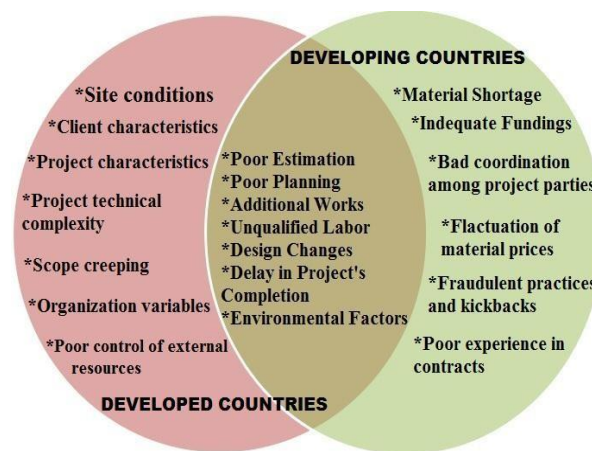 DEVELOPING COUNTRIES
*Site conditions
*Client characteristics
*Project characteristics
*Project technical
complexity
*Scope creeping
*Organization variables
*Poor control of external
resources
DEVELOPED COUNTRIES
*Poor Estimation
*Poor Planning
*Additional Works
*Unqualified Labor
*Design Changes
*Delay in Project's
Completion
*Environmental Factors
*Material Shortage
*Indequate Fundings
*Bad coordination
among project parties
*Flactuation of
material prices
*Fraudulent practices
and kickbacks
*Poor experience in
contracts